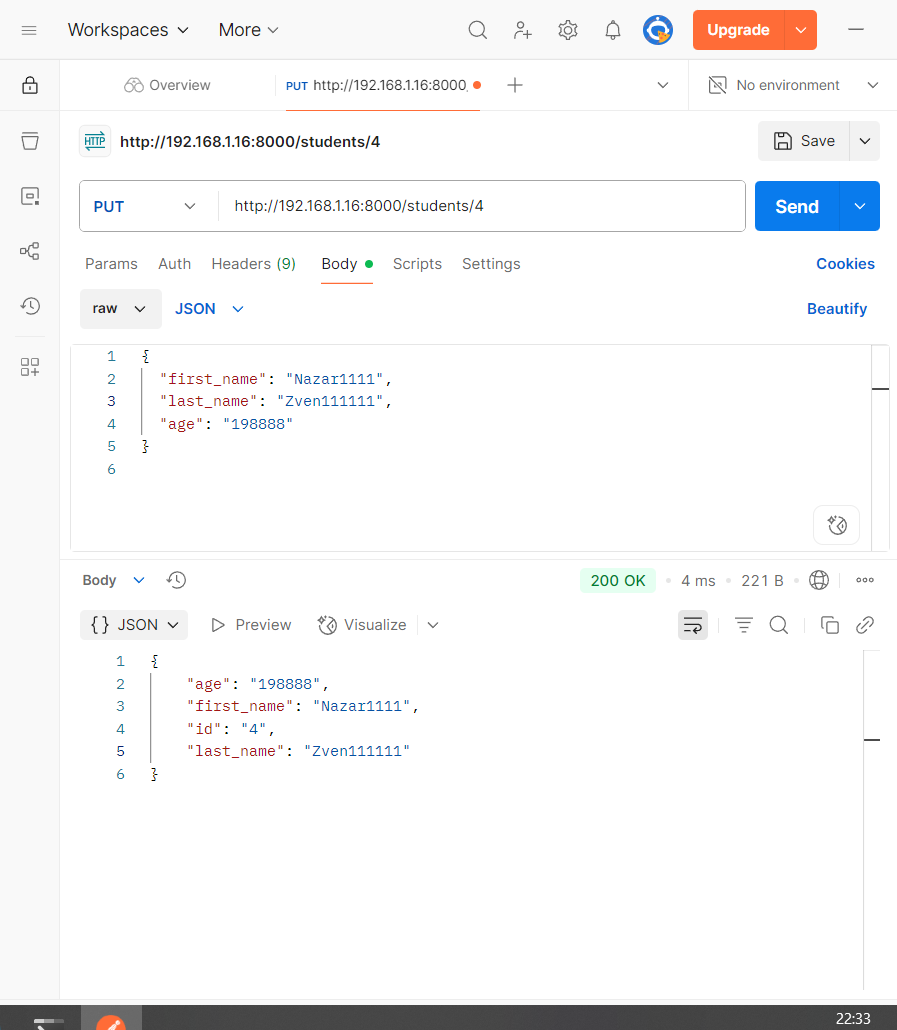 Workspaces More Upgrade
Overview PUT http://192.168.1.16:8000, No environment
HTTP http://192.168.1.16:8000/students/4 Save
PUT http://192.168.1.16:8000/students/4 Send
Params Auth Headers (9) Body Scripts Settings Cookies
raw JSON Beautify
1 {
2 "first_name": "Nazar1111",
3 "last_name": "Zven111111",
4 "age": "198888"
5 }
6
Body 200 OK 4 ms 221 B
{} JSON Preview Visualize
1 {
2 "age": "198888",
3 "first_name": "Nazar1111",
4 "id": "4",
5 "last_name": "Zven111111"
6 }
22:33